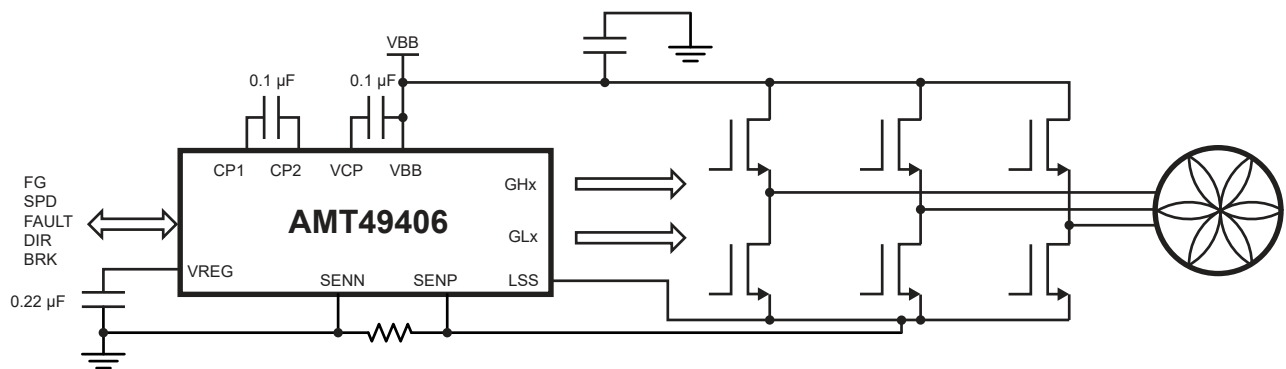 VBB
0.1 µF
0.1 µF
CP1
CP2
VCP
VBB
FG
SPD
FAULT
DIR
BRK
AMT49406
GHx
GLx
VREG
SENN
SENP
LSS
0.22 µF